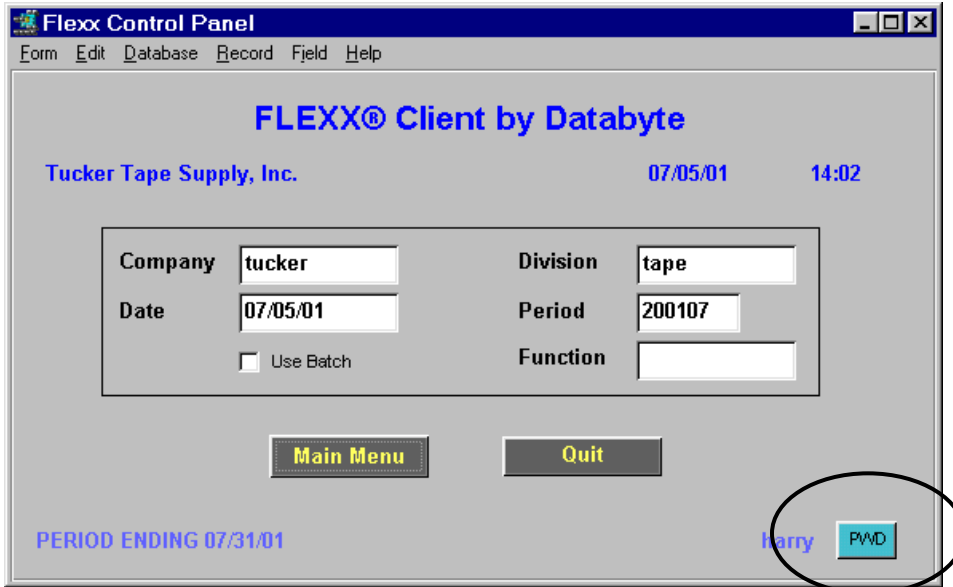 Flexx Control Panel
Form Edit Database Record Field Help
FLEXX® Client by Databyte
Tucker Tape Supply, Inc. 07/05/01 14:02
Company tucker Division tape
Date 07/05/01 Period 200107
Use Batch Function
Main Menu Quit
PERIOD ENDING 07/31/01 harry PWD